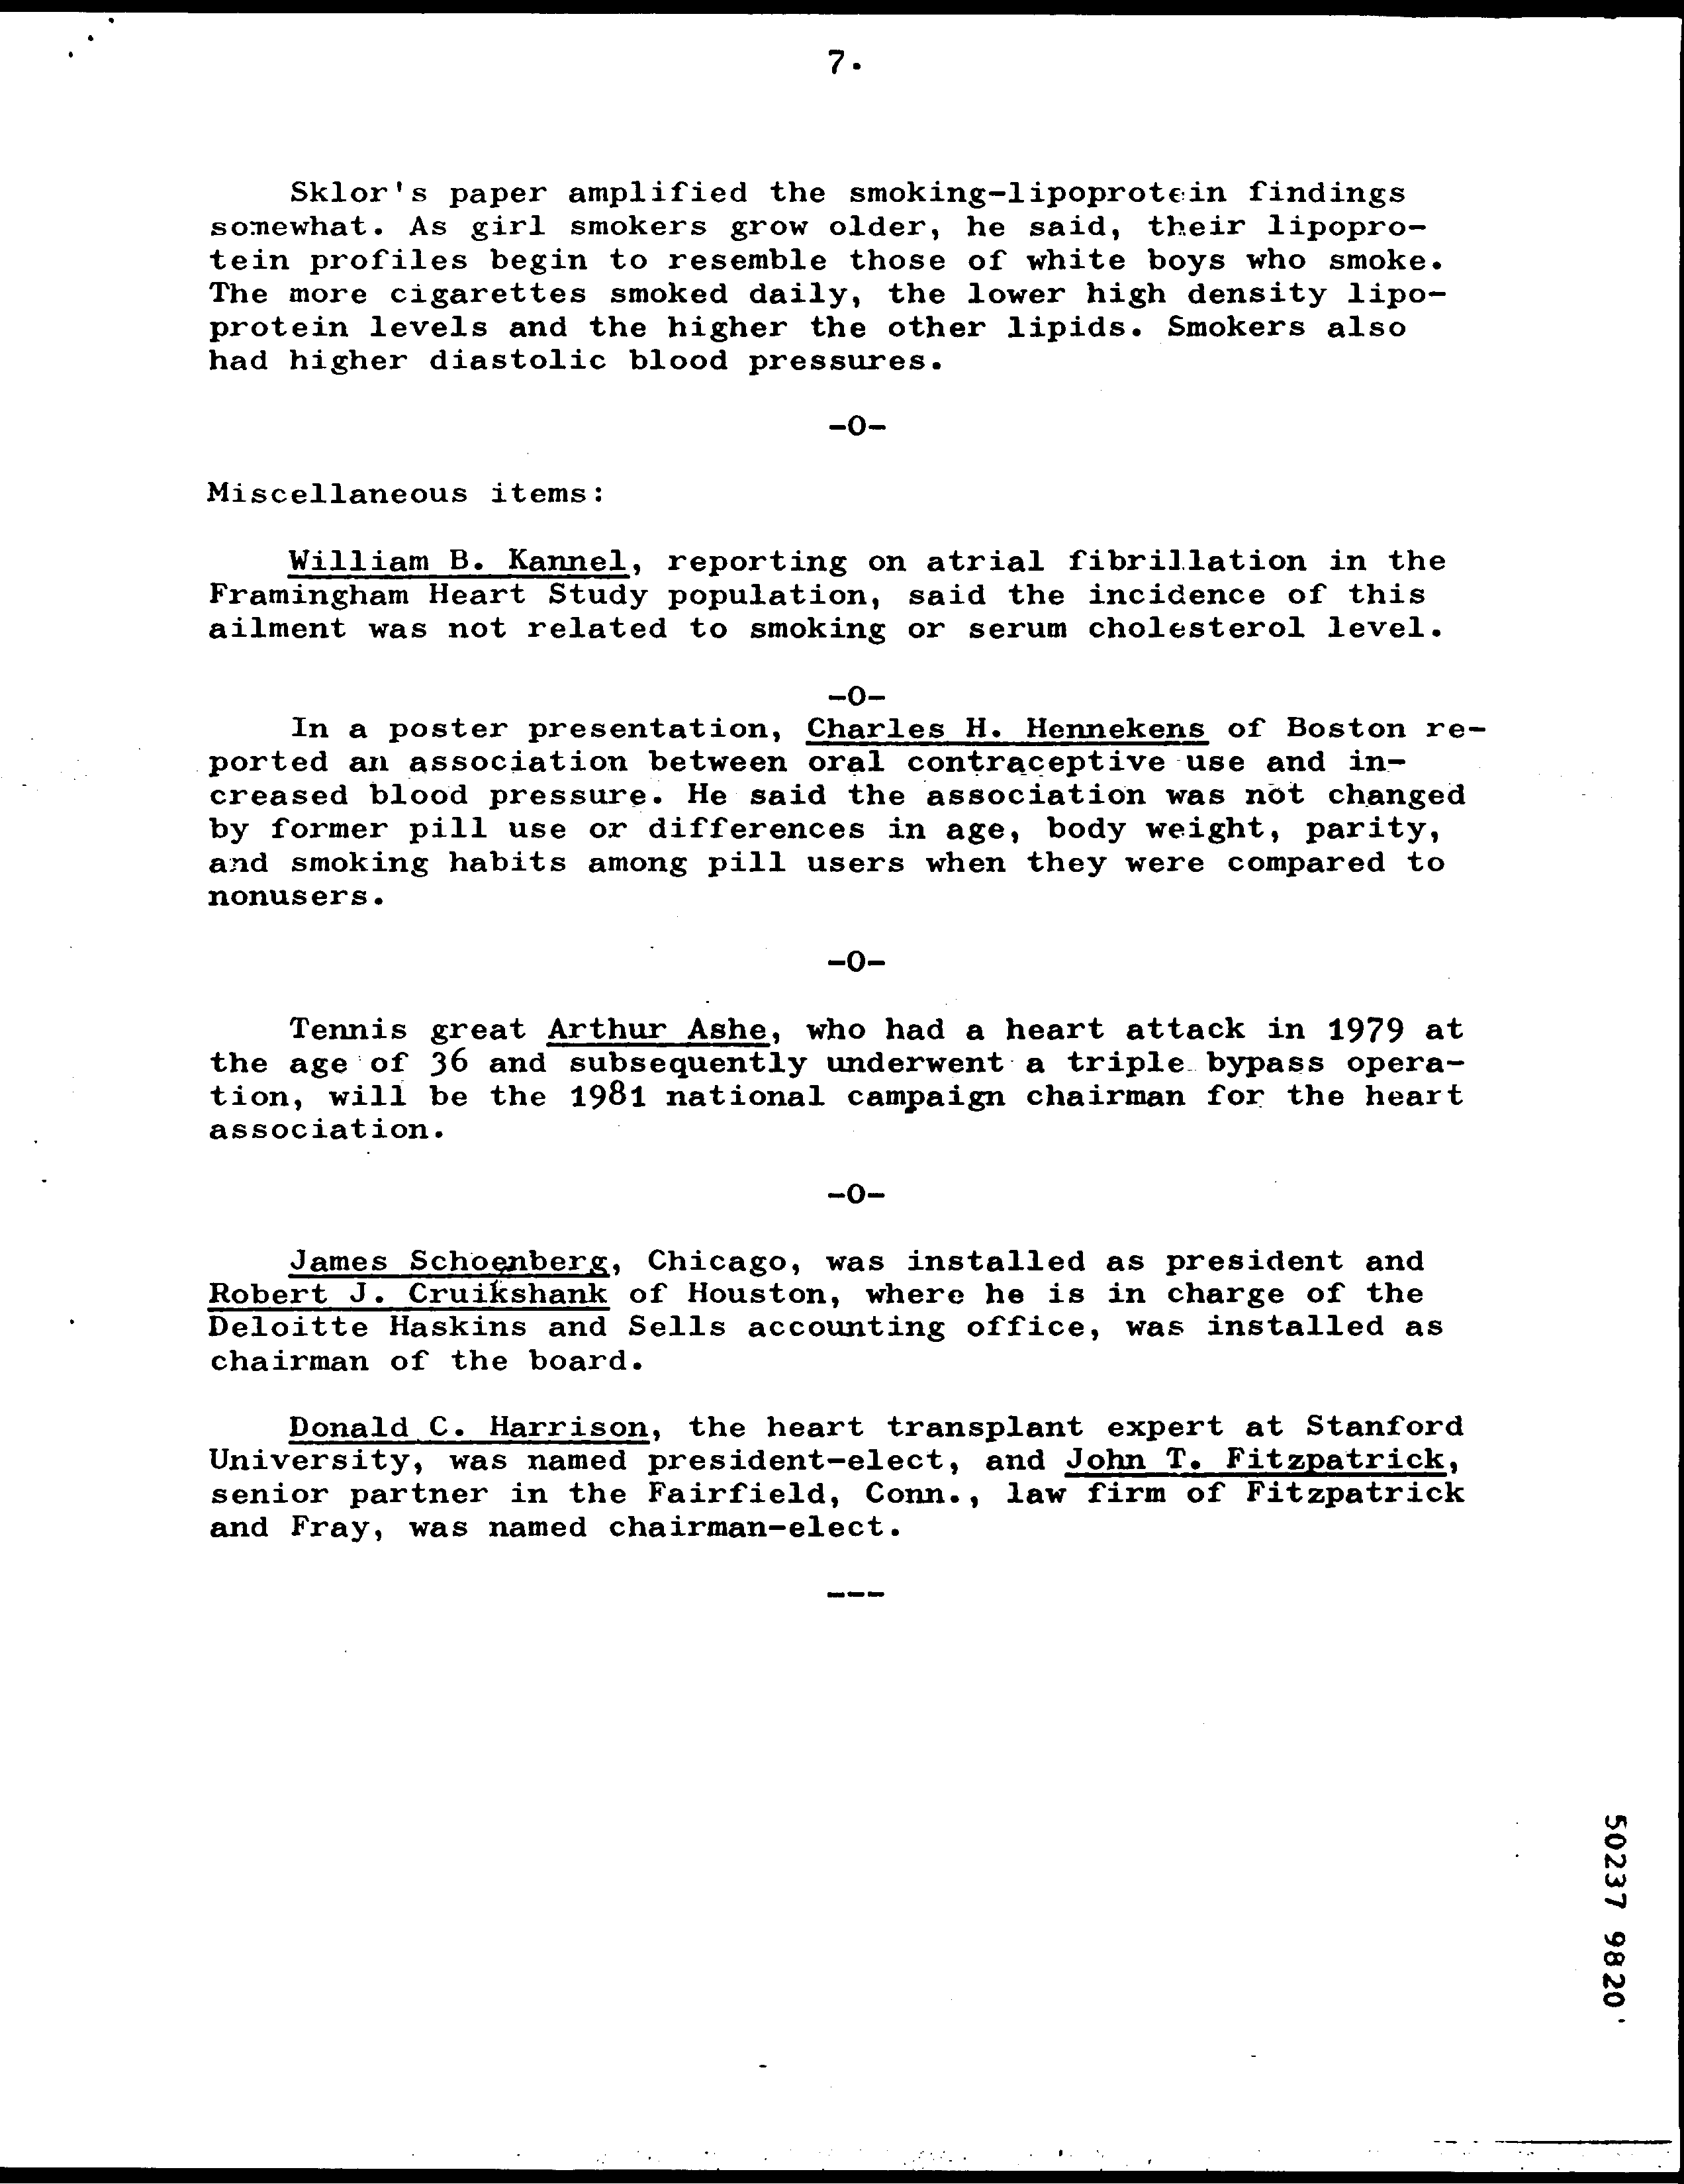 7.
Sklor's paper amplified the smoking-lipoprotein findings
somewhat. As girl smokers grow older, he said, their lipopro-
tein profiles begin to resemble those of white boys who smoke.
The more cigarettes smoked daily, the lower high density lipo-
protein levels and the higher the other lipids. Smokers also
had higher diastolic blood pressures.
-0-
Miscellaneous items:
William B. Kannel, reporting on atrial fibrillation in the
Framingham Heart Study population, said the incidence of this
ailment was not related to smoking or serum cholesterol level.
-0-
In a poster presentation, Charles H. Hennekens of Boston re-
ported an association between oral contraceptive use and in-
creased blood pressure. He said the association was not changed
by former pill use or differences in age, body weight, parity,
and smoking habits among pill users when they were compared to
nonusers.
-0-
Tennis great Arthur Ashe, who had a heart attack in 1979 at
the age of 36 and subsequently underwent a triple bypass opera-
tion, will be the 1981 national campaign chairman for the heart
association.
-0-
James Schoenberg, Chicago, was installed as president and
Robert J. Cruikshank of Houston, where he is in charge of the
Deloitte Haskins and Sells accounting office, was installed as
chairman of the board.
Donald C. Harrison, the heart transplant expert at Stanford
University, was named president-elect, and John T. Fitzpatrick,
senior partner in the Fairfield, Conn., law firm of Fitzpatrick
and Fray, was named chairman-elect.
---
50237 9820